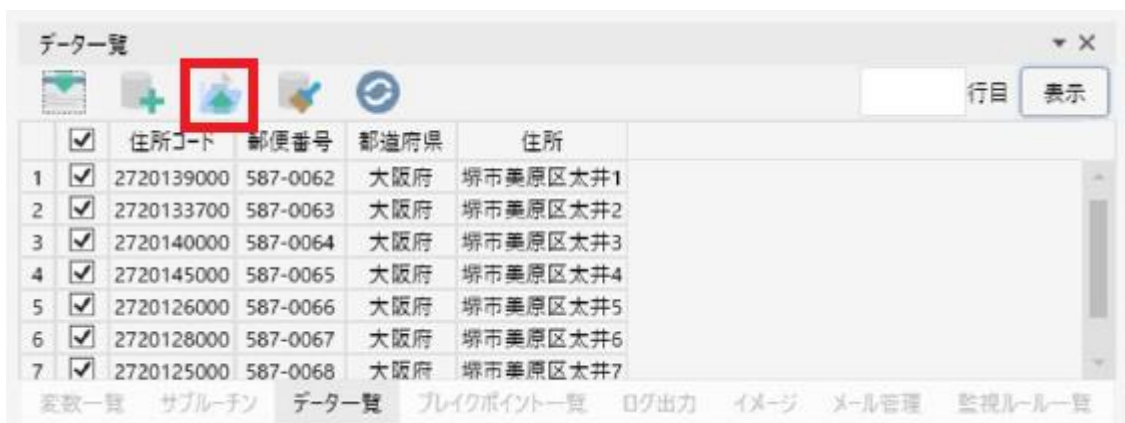 データ一覧
行目 表示
住所コード 郵便番号 都道府県 住所
1 2720139000 587-0062 大阪府 堺市美原区太井1
2 2720133700 587-0063 大阪府 堺市美原区太井2
3 2720140000 587-0064 大阪府 堺市美原区太井3
4 2720145000 587-0065 大阪府 堺市美原区太井4
5 2720126000 587-0066 大阪府 堺市美原区太井5
6 2720128000 587-0067 大阪府 堺市美原区太井6
7 2720125000 587-0068 大阪府 堺市美原区太井7
変数一覧 サブルーチン データ一覧 ブレイクポイント一覧 ログ出力 イメージ メール管理 監視ルール一覧